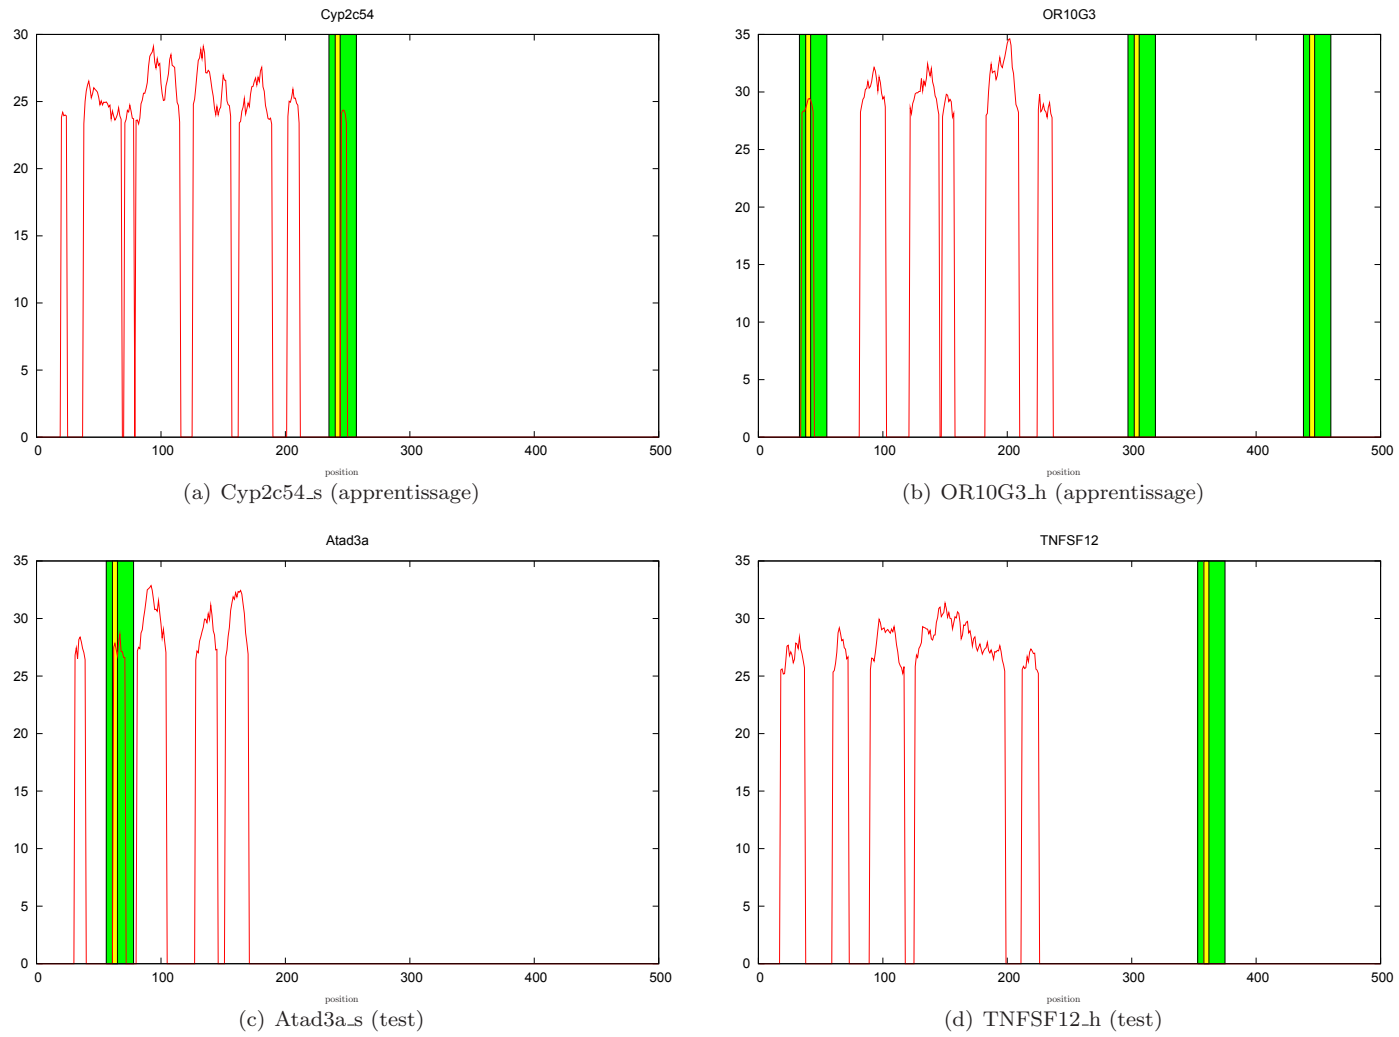 Cyp2c54
30
25
20
15
10
5
0
0 100 200 300 400 500
position
(a) Cyp2c54_s (apprentissage)
OR10G3
35
30
25
20
15
10
5
0
0 100 200 300 400 500
position
(b) OR10G3_h (apprentissage)
Atad3a
35
30
25
20
15
10
5
0
0 100 200 300 400 500
position
(c) Atad3a_s (test)
TNFSF12
35
30
25
20
15
10
5
0
0 100 200 300 400 500
position
(d) TNFSF12_h (test)